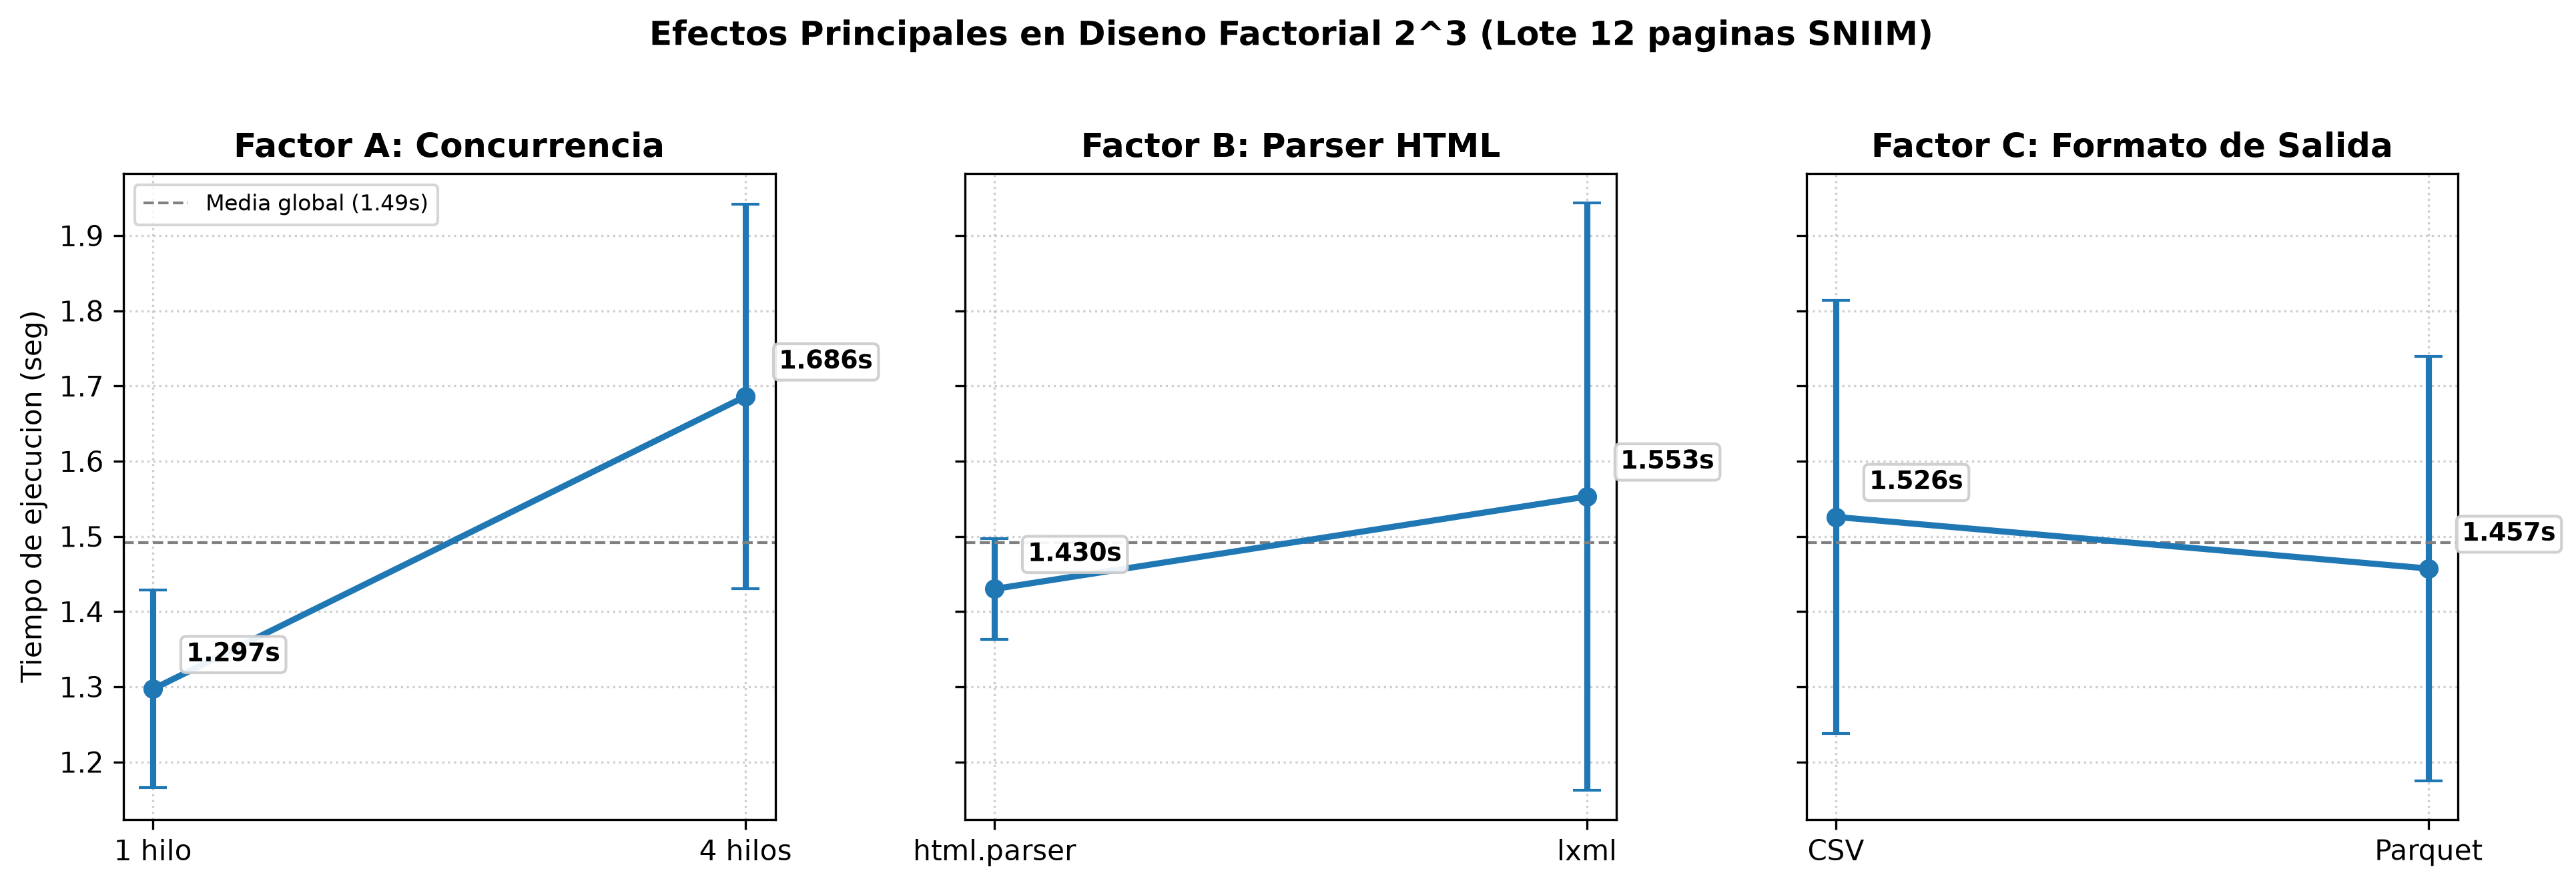 Efectos Principales en Diseno Factorial 2^3 (Lote 12 paginas SNIIM)
Factor A: Concurrencia
Media global (1.49s)
Tiempo de ejecucion (seg)
1.9
1.8
1.7
1.6
1.5
1.4
1.3
1.2
1.297s
1.686s
1 hilo
4 hilos
Factor B: Parser HTML
1.430s
1.553s
html.parser
lxml
Factor C: Formato de Salida
1.526s
1.457s
CSV
Parquet